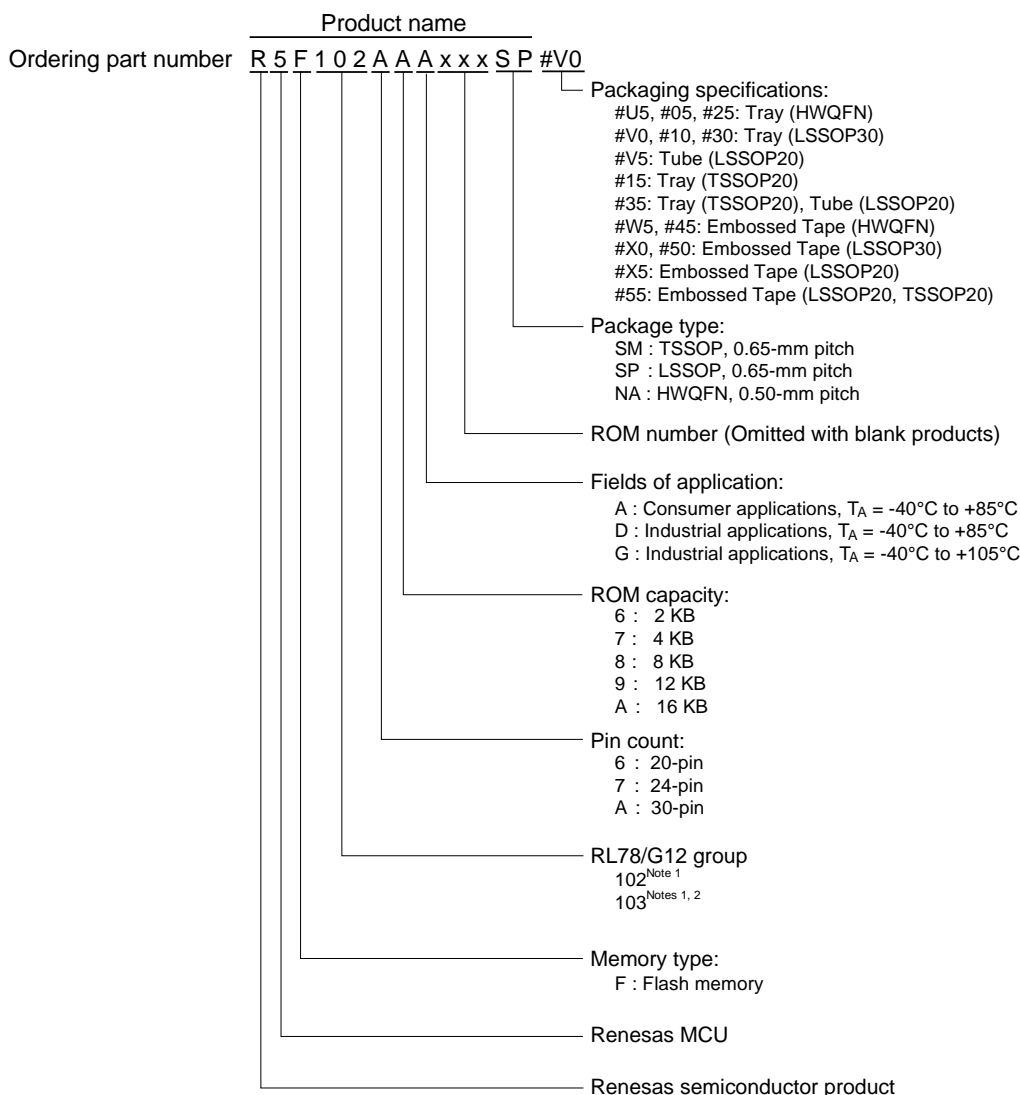 Product name
Ordering part number R 5 F 1 0 2 A A A x x x S P #V0
Packaging specifications:
#U5, #05, #25: Tray (HWQFN)
#V0, #10, #30: Tray (LSSOP30)
#V5: Tube (LSSOP20)
#15: Tray (TSSOP20)
#35: Tray (TSSOP20), Tube (LSSOP20)
#W5, #45: Embossed Tape (HWQFN)
#X0, #50: Embossed Tape (LSSOP30)
#X5: Embossed Tape (LSSOP20)
#55: Embossed Tape (LSSOP20, TSSOP20)
Package type:
SM : TSSOP, 0.65-mm pitch
SP : LSSOP, 0.65-mm pitch
NA : HWQFN, 0.50-mm pitch
ROM number (Omitted with blank products)
Fields of application:
A : Consumer applications, TA = -40°C to +85°C
D : Industrial applications, TA = -40°C to +85°C
G : Industrial applications, TA = -40°C to +105°C
ROM capacity:
6 : 2 KB
7 : 4 KB
8 : 8 KB
9 : 12 KB
A : 16 KB
Pin count:
6 : 20-pin
7 : 24-pin
A : 30-pin
RL78/G12 group
102Note 1
103Notes 1, 2
Memory type:
F : Flash memory
Renesas MCU
Renesas semiconductor product